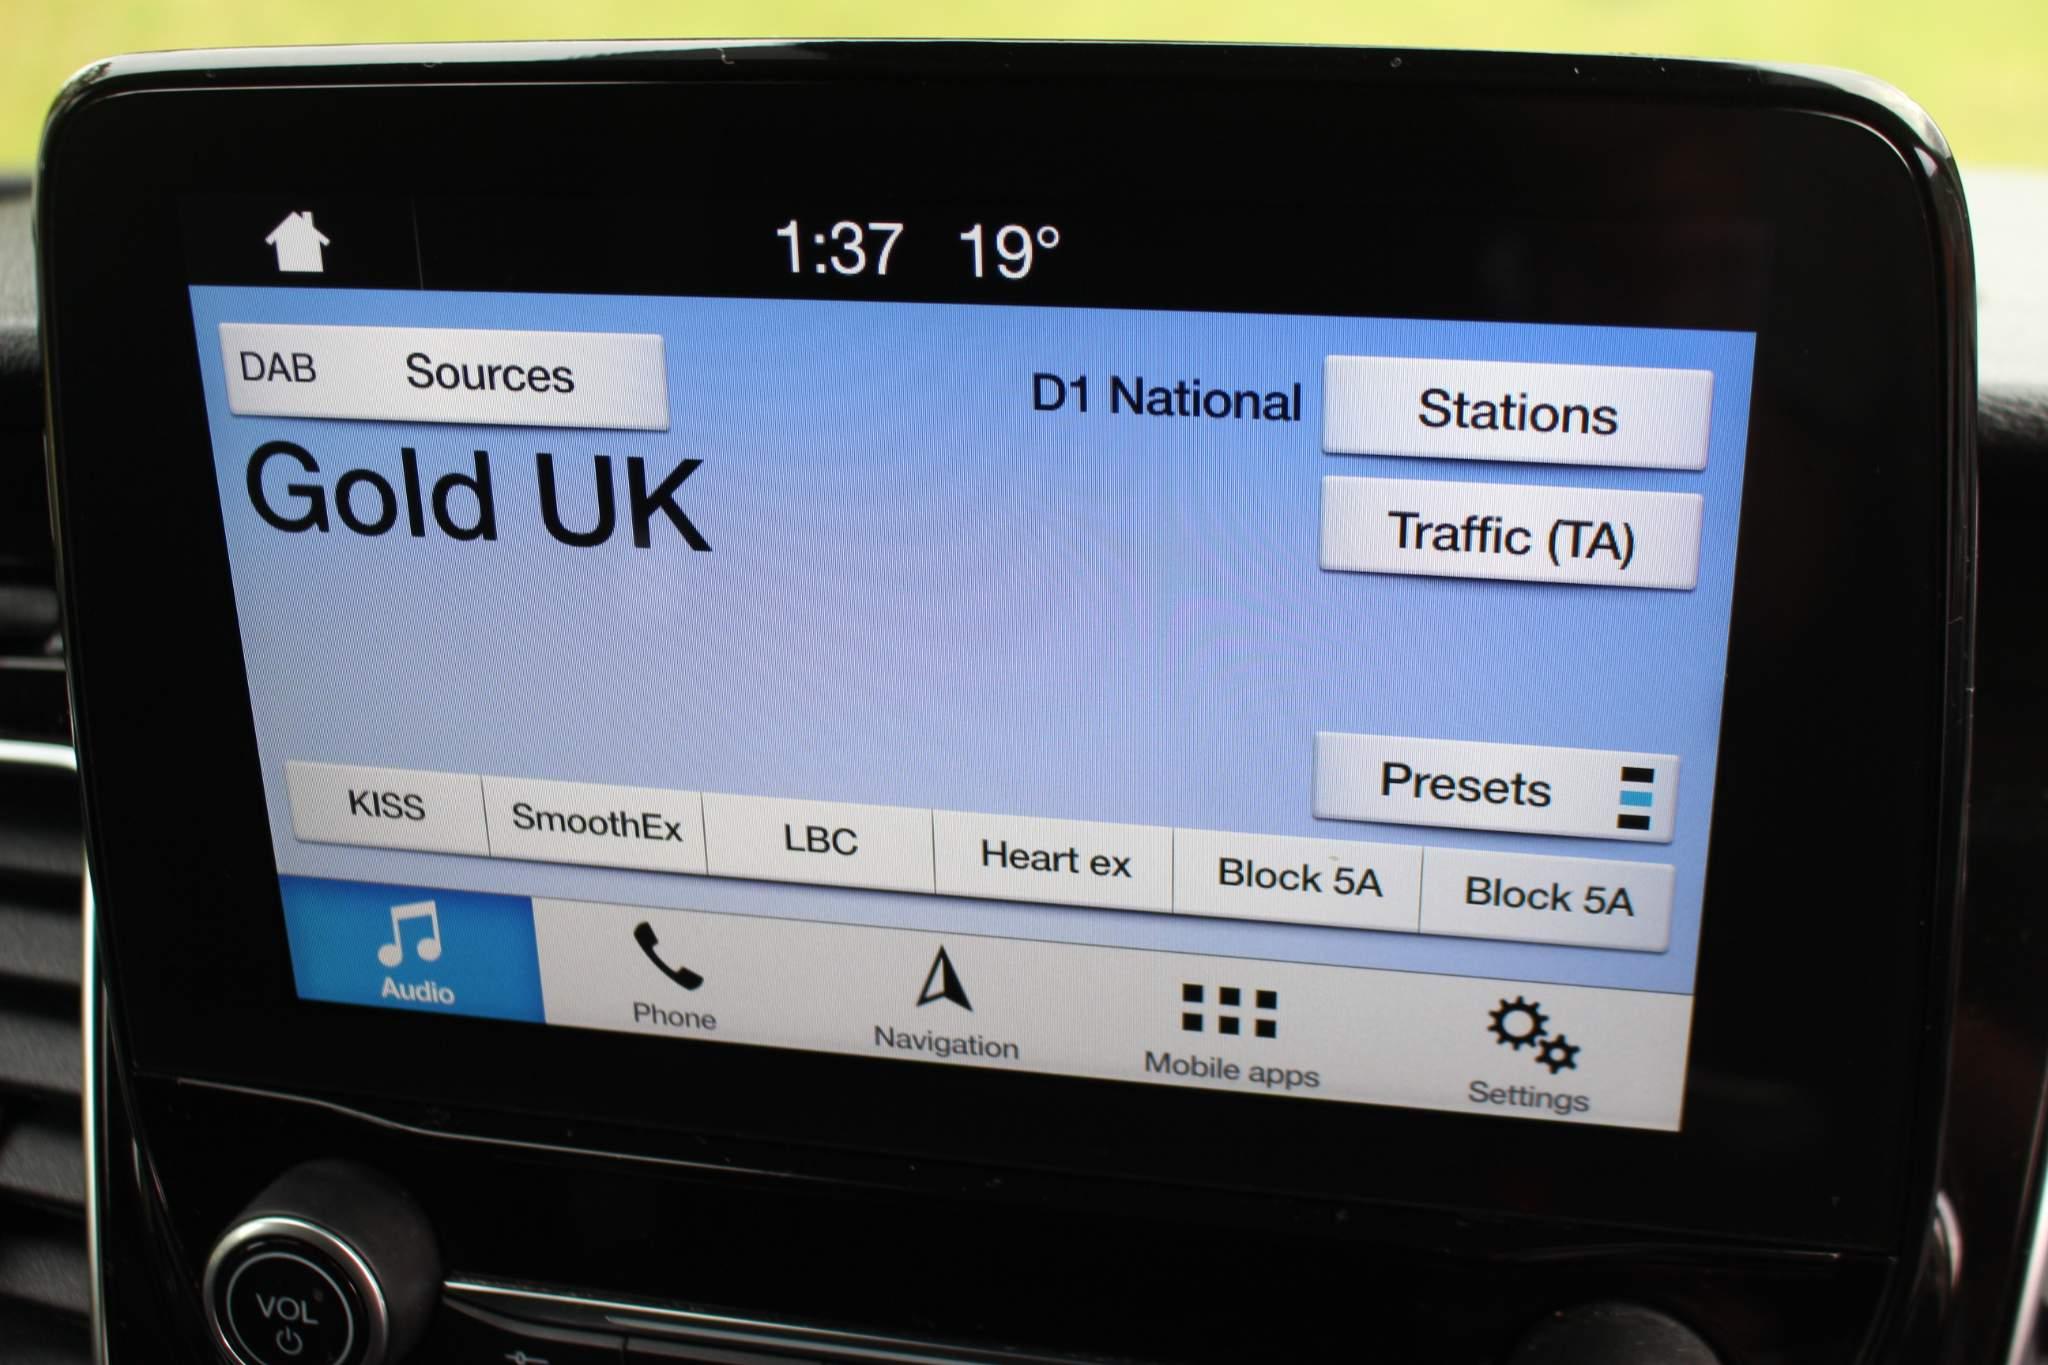 1:37 19°
DAB Sources
D1 National
Stations
Gold UK
Traffic (TA)
Presets
KISS SmoothEx LBC Heart ex Block 5A Block 5A
Audio Phone Navigation Mobile apps Settings
VOL